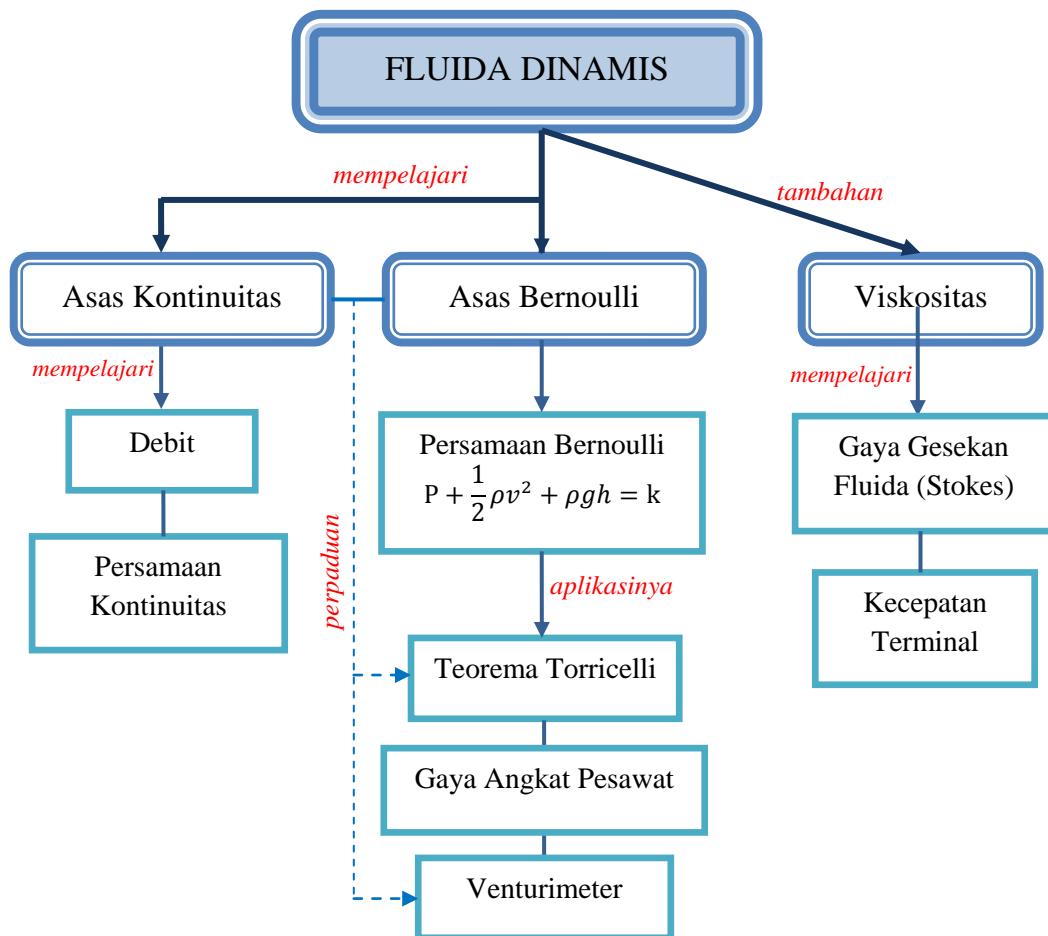 FLUIDA DINAMIS
mempelajari
tambahan
Asas Kontinuitas
Asas Bernoulli
Viskositas
mempelajari
mempelajari
Debit
Persamaan Bernoulli
P + \frac{1}{2} ρv² + ρgh = k
Gaya Gesekan
Fluida (Stokes)
Persamaan
Kontinuitas
perpaduan
aplikasinya
Kecepatan
Terminal
Teorema Torricelli
Gaya Angkat Pesawat
Venturimeter